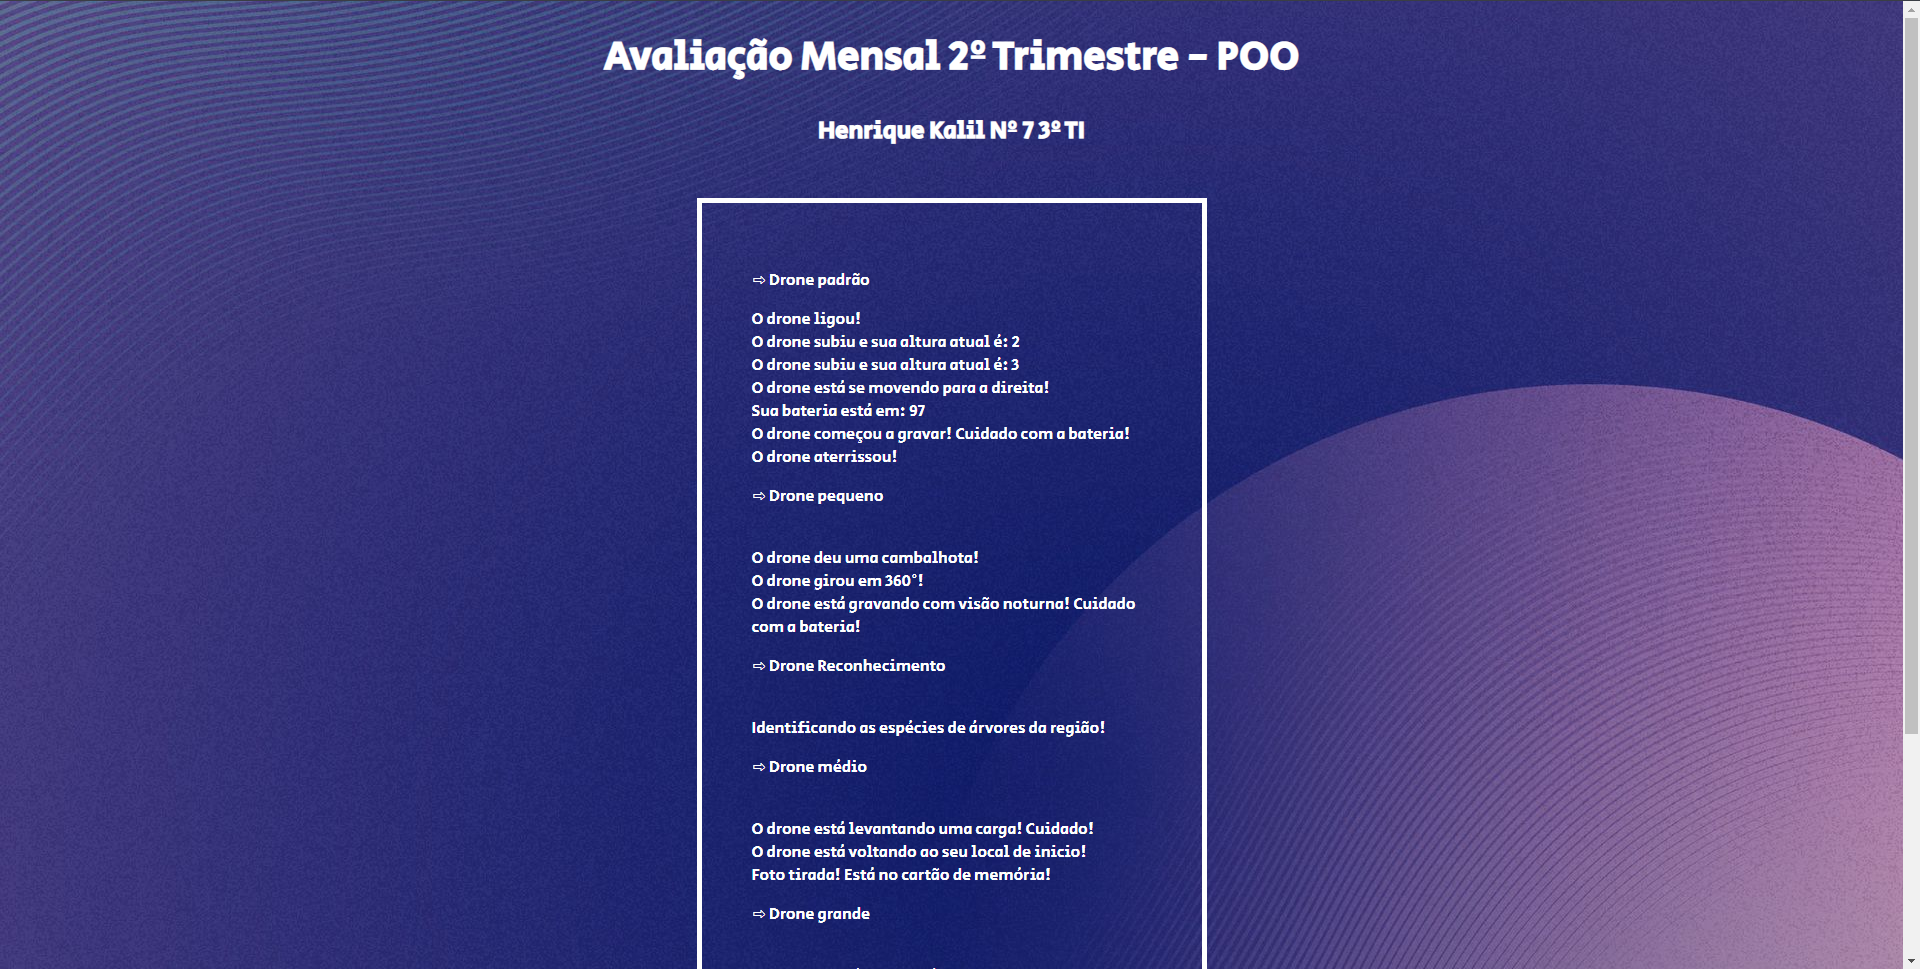 Avaliação Mensal 2º Trimestre - POO
Henrique Kalil Nº 7 3º TI
⇨ Drone padrão
O drone ligou!
O drone subiu e sua altura atual é: 2
O drone subiu e sua altura atual é: 3
O drone está se movendo para a direita!
Sua bateria está em: 97
O drone começou a gravar! Cuidado com a bateria!
O drone aterrissou!
⇨ Drone pequeno
O drone deu uma cambalhota!
O drone girou em 360°!
O drone está gravando com visão noturna! Cuidado
com a bateria!
⇨ Drone Reconhecimento
Identificando as espécies de árvores da região!
⇨ Drone médio
O drone está levantando uma carga! Cuidado!
O drone está voltando ao seu local de inicio!
Foto tirada! Está no cartão de memória!
⇨ Drone grande